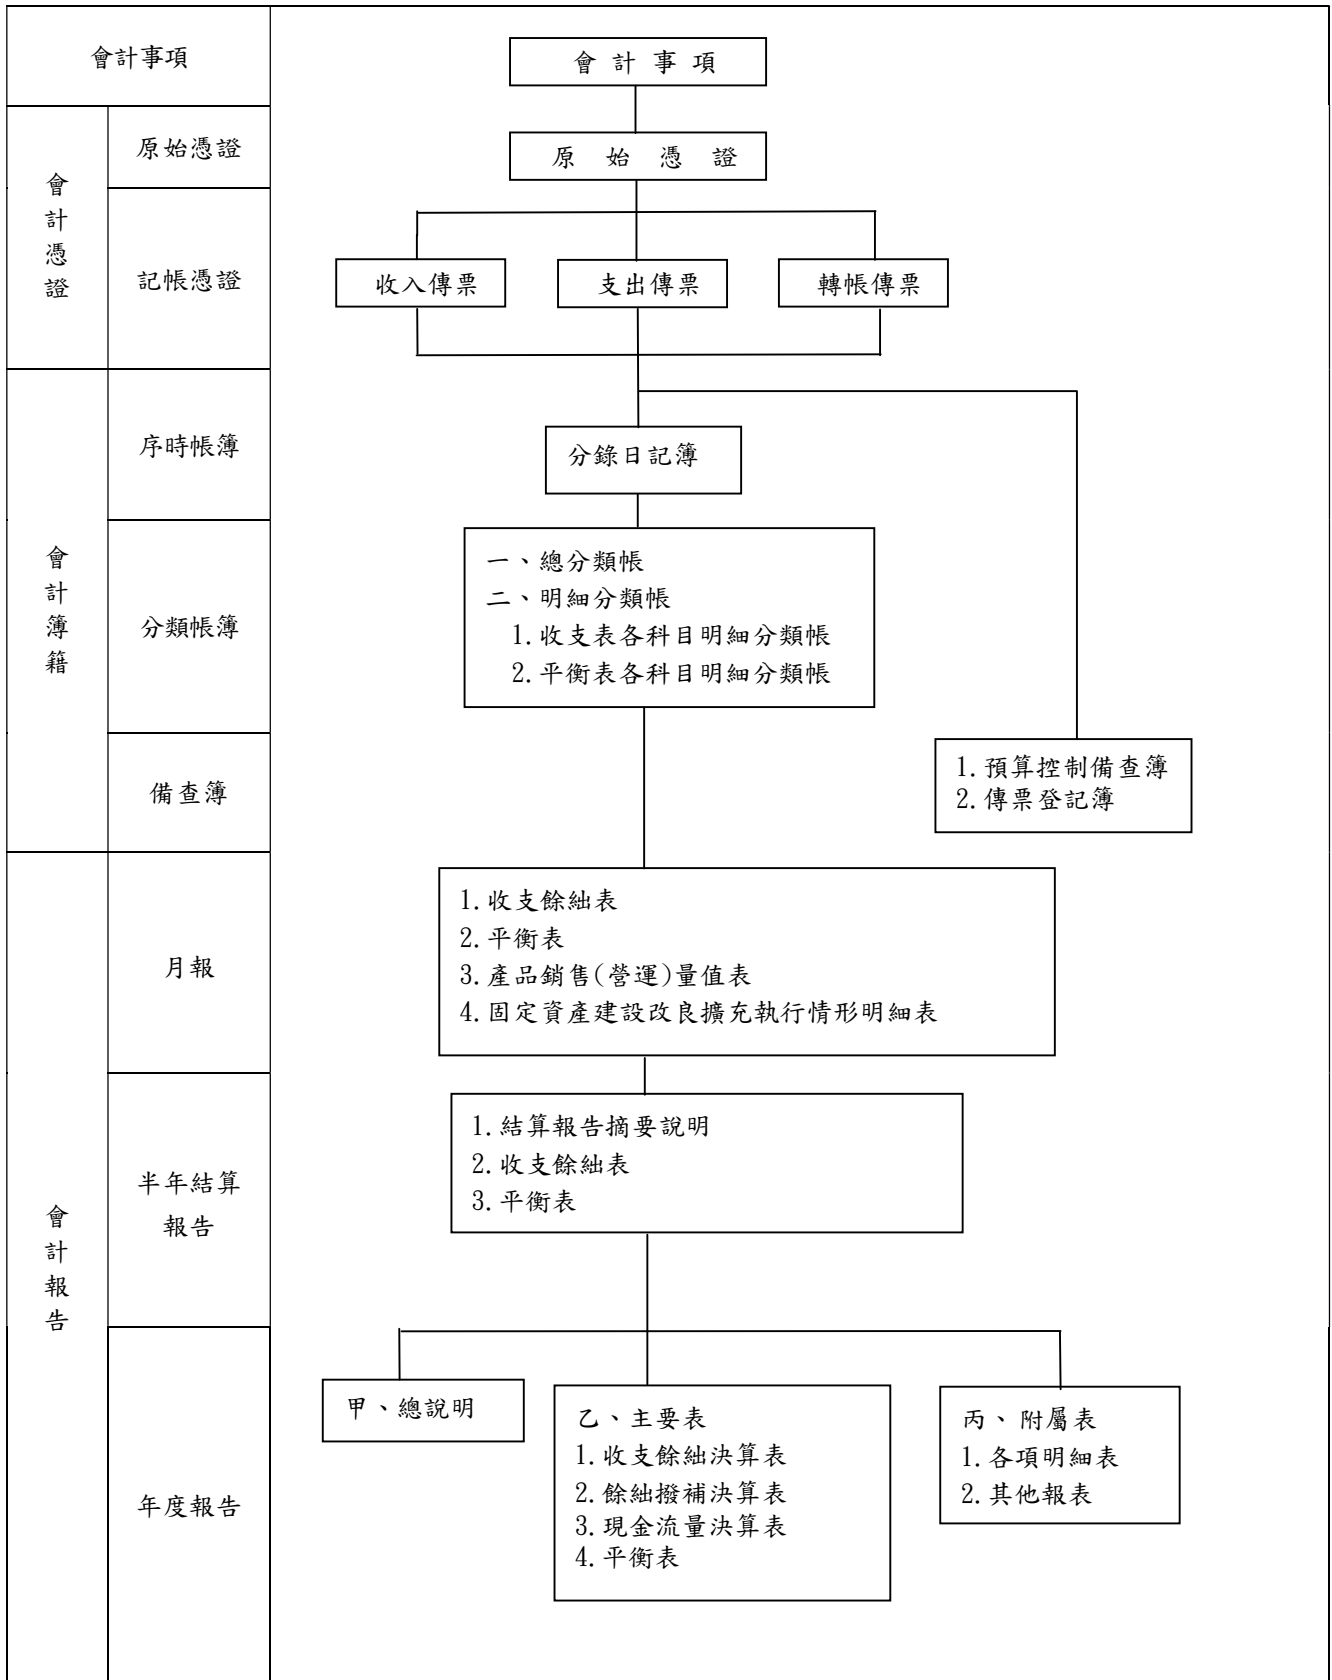 會計事項
會計事項
會計憑證
原始憑證
原始憑證
記帳憑證
收入傳票
支出傳票
轉帳傳票
會計簿籍
序時帳簿
分錄日記簿
分類帳簿
一、總分類帳
二、明細分類帳
1.收支表各科目明細分類帳
2.平衡表各科目明細分類帳
備查簿
1.預算控制備查簿
2.傳票登記簿
會計報告
月報
1.收支餘絀表
2.平衡表
3.產品銷售(營運)量值表
4.固定資產建設改良擴充執行情形明細表
半年結算
報告
1.結算報告摘要說明
2.收支餘絀表
3.平衡表
年度報告
甲、總說明
乙、主要表
1.收支餘絀決算表
2.餘絀撥補決算表
3.現金流量決算表
4.平衡表
丙、附屬表
1.各項明細表
2.其他報表